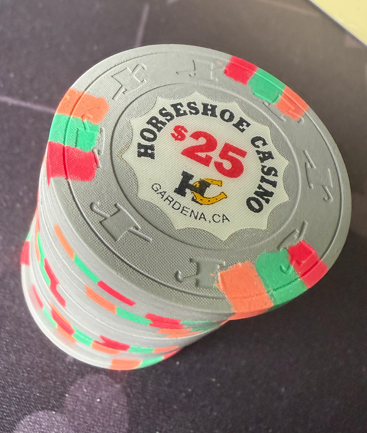 HORSESHOE CASINO
$25
HC
GARDENA, CA